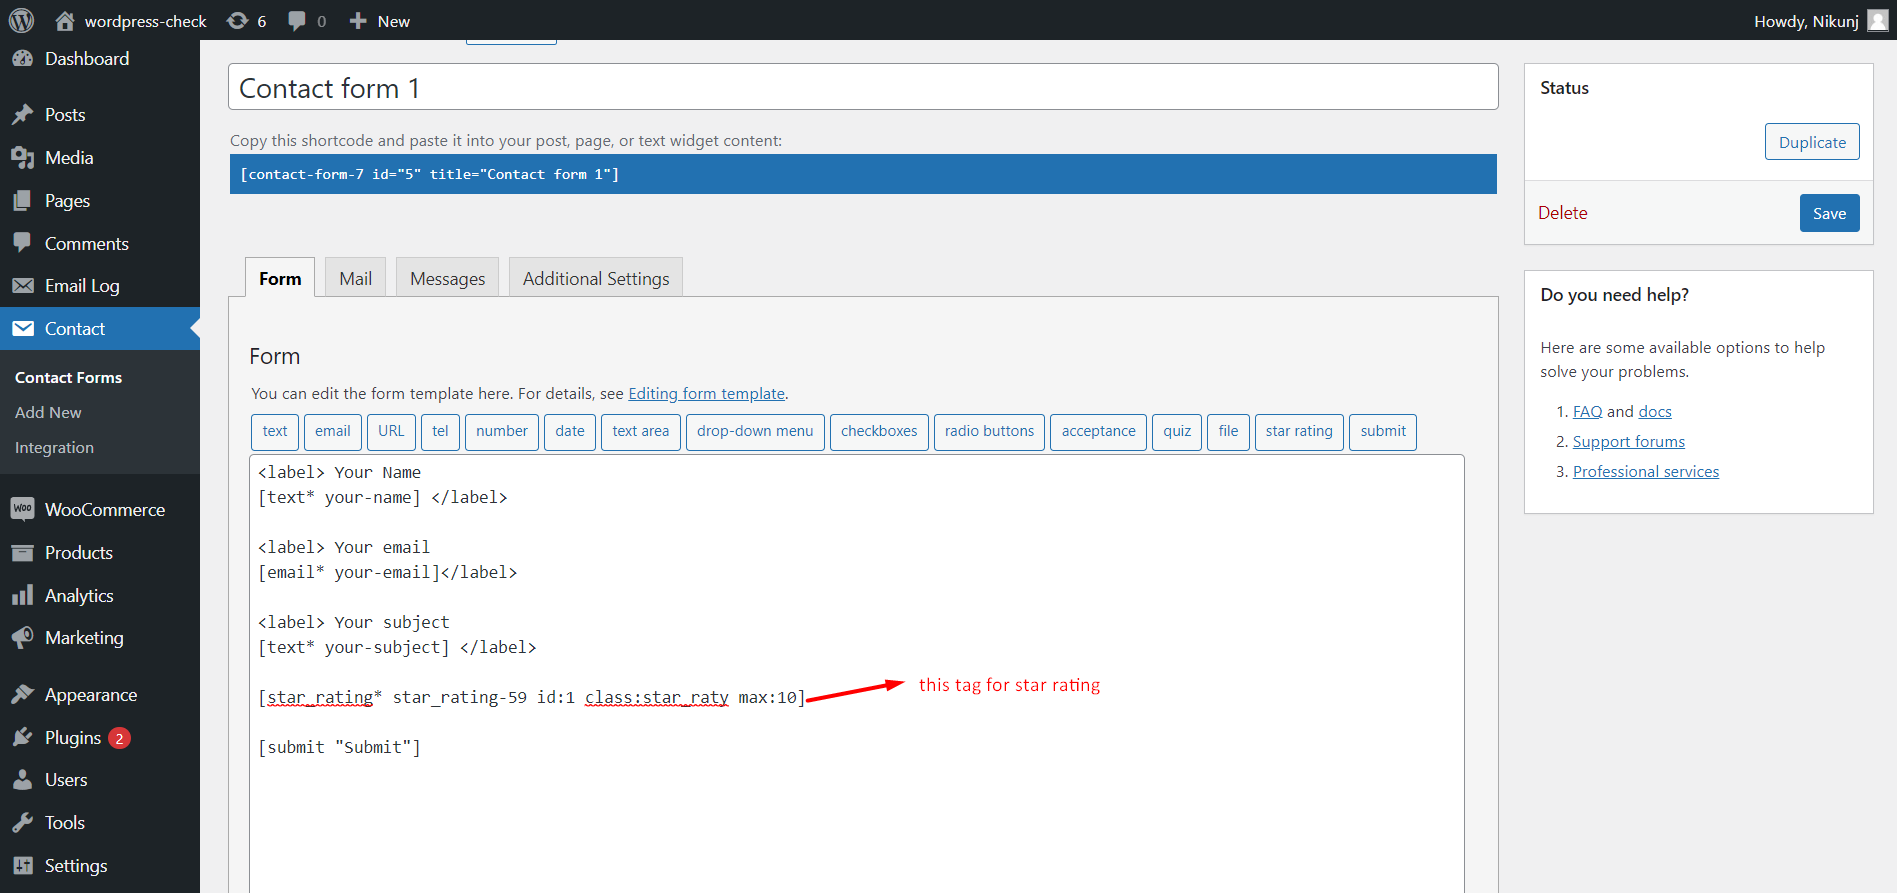 wordpress-check 6 0 New Howdy, Nikunj
Dashboard
Posts
Media
Pages
Comments
Email Log
Contact
Contact Forms
Add New
Integration
Woo WooCommerce
Products
Analytics
Marketing
Appearance
Plugins 2
Users
Tools
Settings
Contact form 1
Copy this shortcode and paste it into your post, page, or text widget content:
[contact-form-7 id="5" title="Contact form 1"]
Form Mail Messages Additional Settings
Form
You can edit the form template here. For details, see Editing form template.
text email URL tel number date text area drop-down menu checkboxes radio buttons acceptance quiz file star rating submit
<label> Your Name
[text* your-name] </label>
<label> Your email
[email* your-email]</label>
<label> Your subject
[text* your-subject] </label>
[star_rating* star_rating-59 id:1 class:star_raty max:10]
this tag for star rating
[submit "Submit"]
Status
Duplicate
Delete Save
Do you need help?
Here are some available options to help
solve your problems.
1. FAQ and docs
2. Support forums
3. Professional services